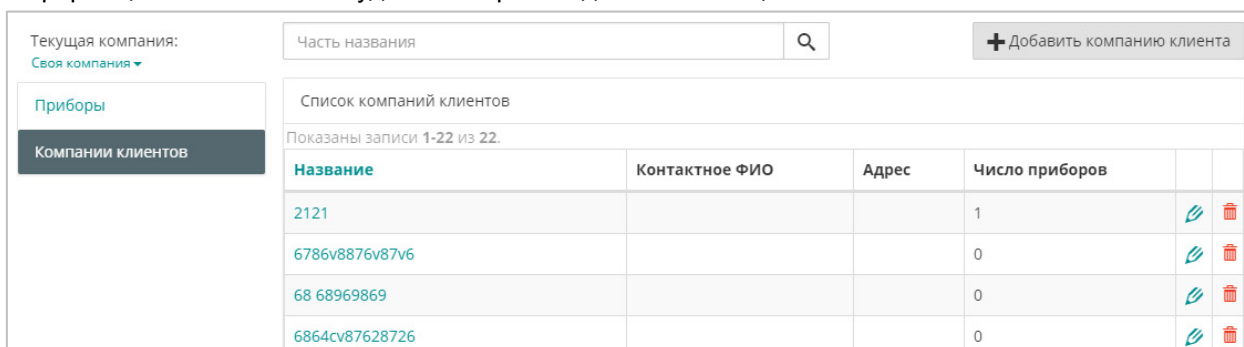 Текущая компания:
Своя компания
Часть названия
Добавить компанию клиента
Приборы
Компании клиентов
Список компаний клиентов
Показаны записи 1-22 из 22.
Название Контактное ФИО Адрес Число приборов
2121 1
6786v8876v87v6 0
68 68969869 0
6864cv87628726 0